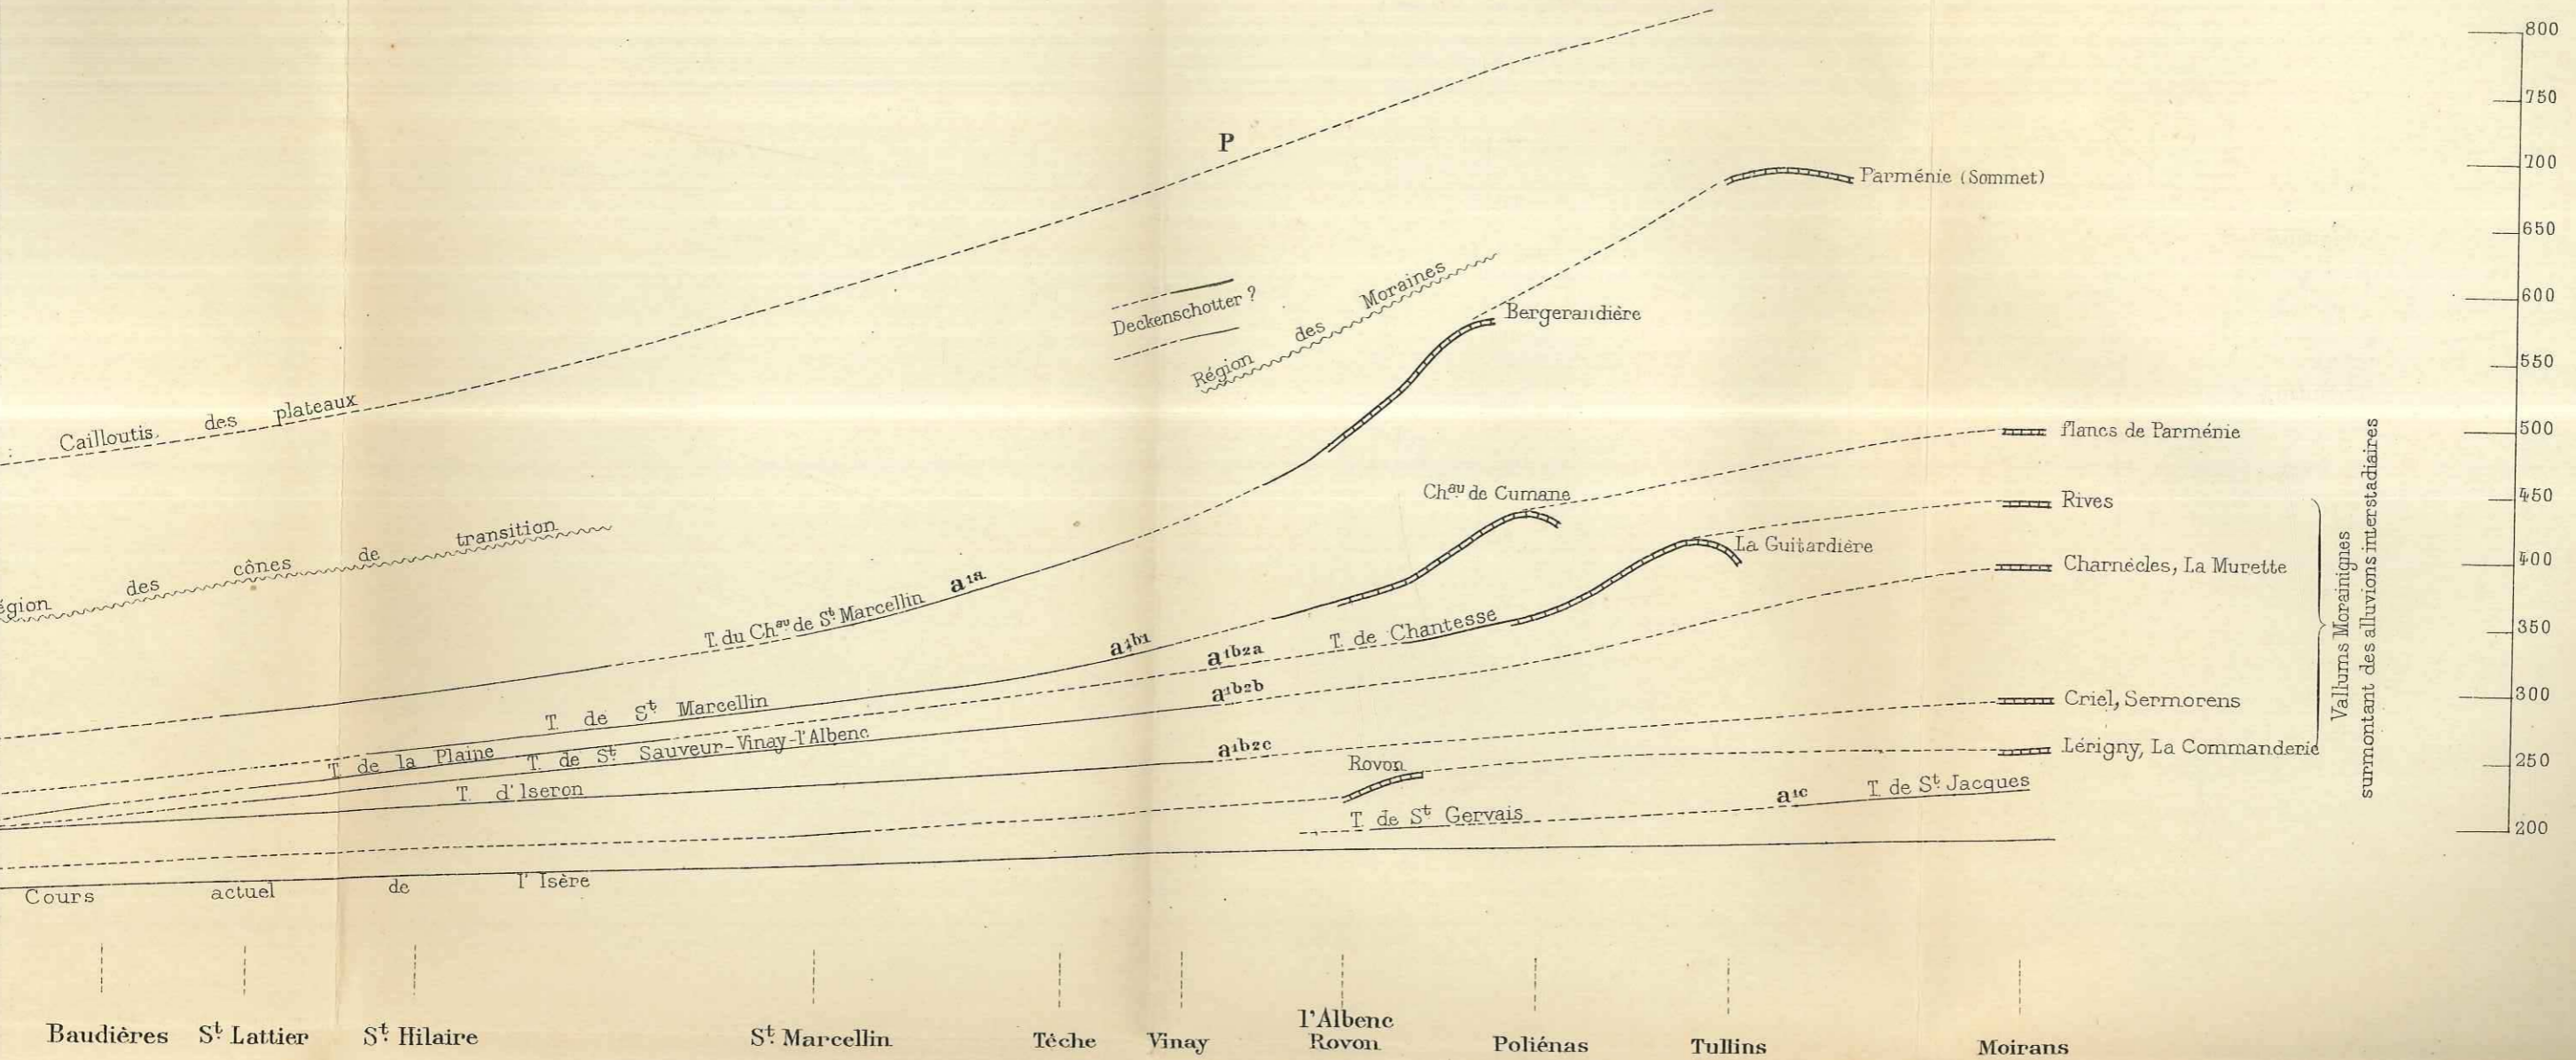 800
750
P
700
Parménie (Sommet)
650
Deckenschotter ?
Région des Moraines
600
Bergerandière
550
: Cailloutis des plateaux
500
flancs de Parménie
Chau de Cumane
450
Rives
égion des cônes de transition
La Guitardière
400
Charnècles, La Murette
T. du Chau de St Marcellin a1a
a1b1
a1b2a
T. de Chantesse
350
Vallums Morainignes
surmontant des alluvions interstadiaires
T. de St Marcellin
a1b2b
300
Criel, Sermorens
T. de la Plaine
T. de St Sauveur-Vinay-l'Albenc
a1b2c
Rovon
250
Lérigny, La Commanderie
T. d'Iseron
T. de St Gervais
a1c
T. de St Jacques
200
Cours actuel de l'Isère
Baudières
St Lattier
St Hilaire
St Marcellin
Têche
Vinay
l'Albenc
Rovon
Poliénas
Tullins
Moirans